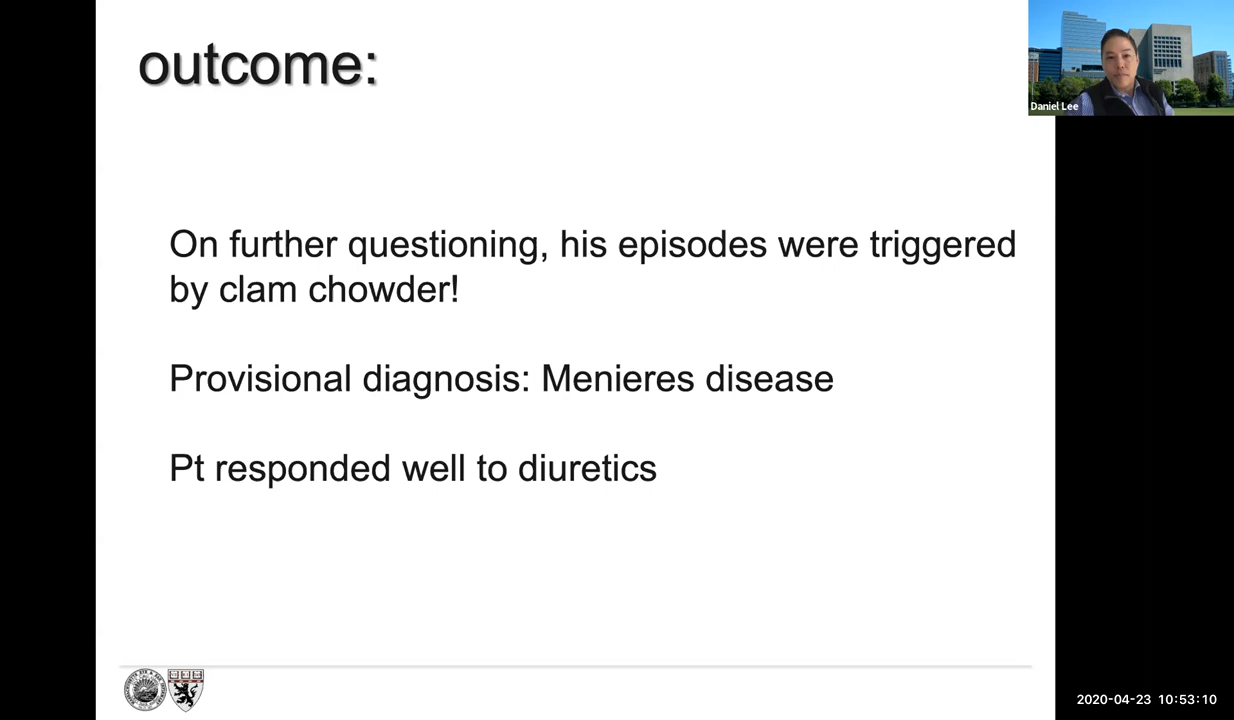 outcome:
Daniel Lee
On further questioning, his episodes were triggered
by clam chowder!
Provisional diagnosis: Menieres disease
Pt responded well to diuretics
2020-04-23 10:53:10